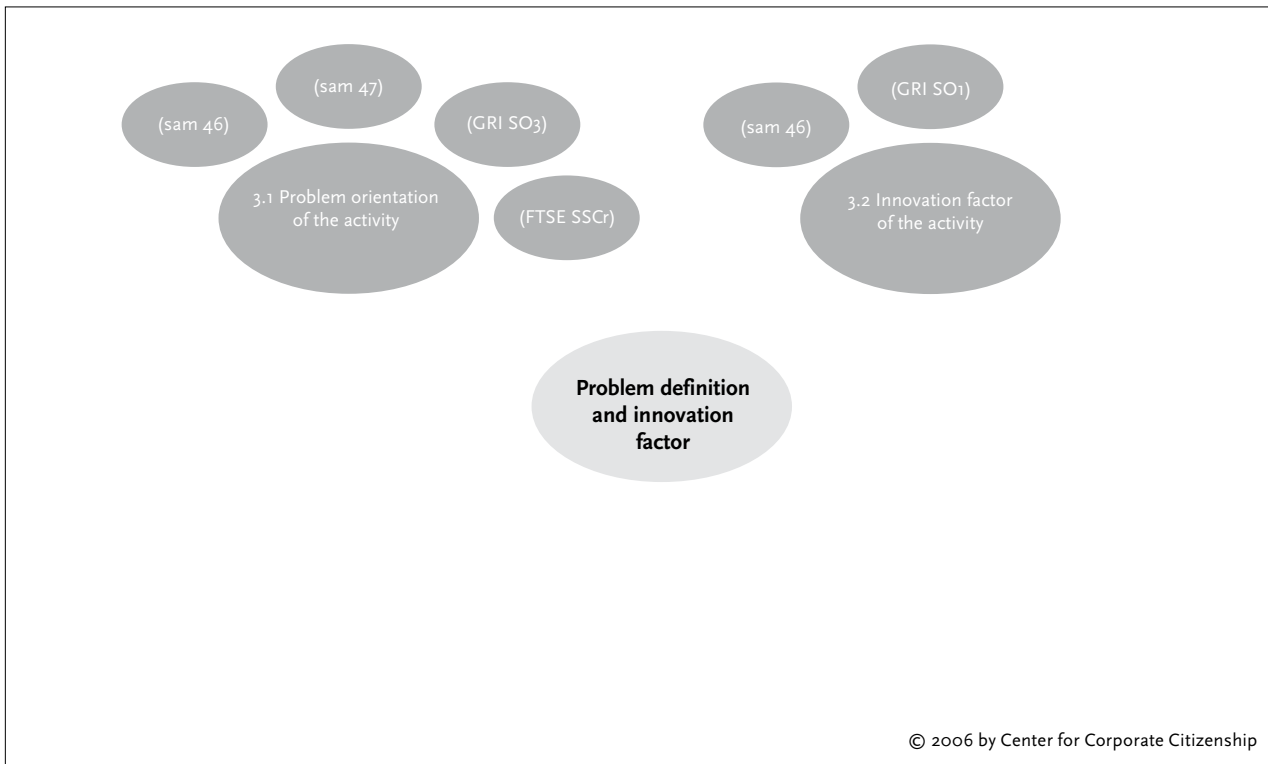 (sam 46)
(sam 47)
(GRI SO3)
3.1 Problem orientation
of the activity
(FTSE SSCr)
(sam 46)
(GRI SO1)
3.2 Innovation factor
of the activity
Problem definition
and innovation
factor
© 2006 by Center for Corporate Citizenship